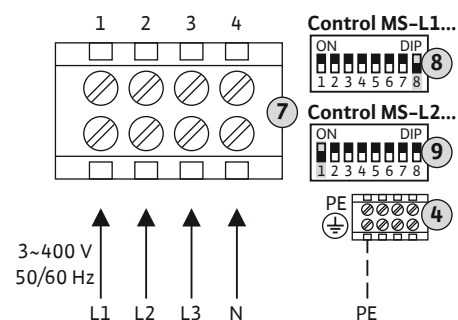 1 2 3 4
7
3~400 V
50/60 Hz
L1 L2 L3 N
Control MS-L1...
ON DIP
1 2 3 4 5 6 7 8
8
Control MS-L2...
ON DIP
1 2 3 4 5 6 7 8
9
PE
4
PE